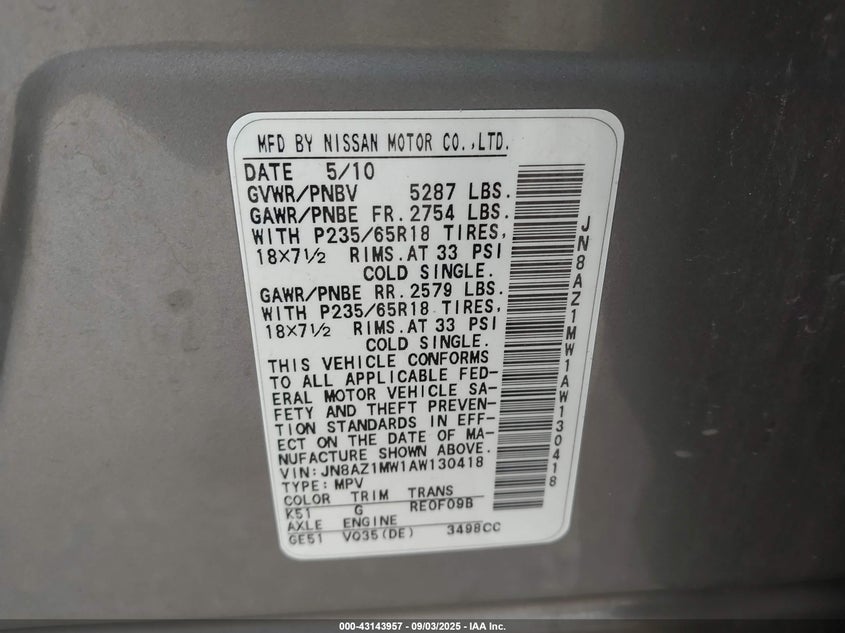 MFD BY NISSAN MOTOR CO.,LTD.
DATE 5/10
GVWR/PNBV 5287 LBS.
GAWR/PNBE FR. 2754 LBS.
WITH P235/65R18 TIRES,
18×7½ RIMS.AT 33 PSI
COLD SINGLE.
GAWR/PNBE RR. 2579 LBS.
WITH P235/65R18 TIRES,
18×7½ RIMS.AT 33 PSI
COLD SINGLE.
THIS VEHICLE CONFORMS
TO ALL APPLICABLE FED-
ERAL MOTOR VEHICLE SA-
FETY AND THEFT PREVEN-
TION STANDARDS IN EFF-
ECT ON THE DATE OF MA-
NUFACTURE SHOWN ABOVE.
VIN:JN8AZ1MW1AW130418
TYPE: MPV
COLOR TRIM TRANS
K51 G RE0F09B
AXLE ENGINE
GE51 VQ35(DE) 3498CC
JN8AZ1MW1AW130418
000-43143957 - 09/03/2025 - IAA Inc.